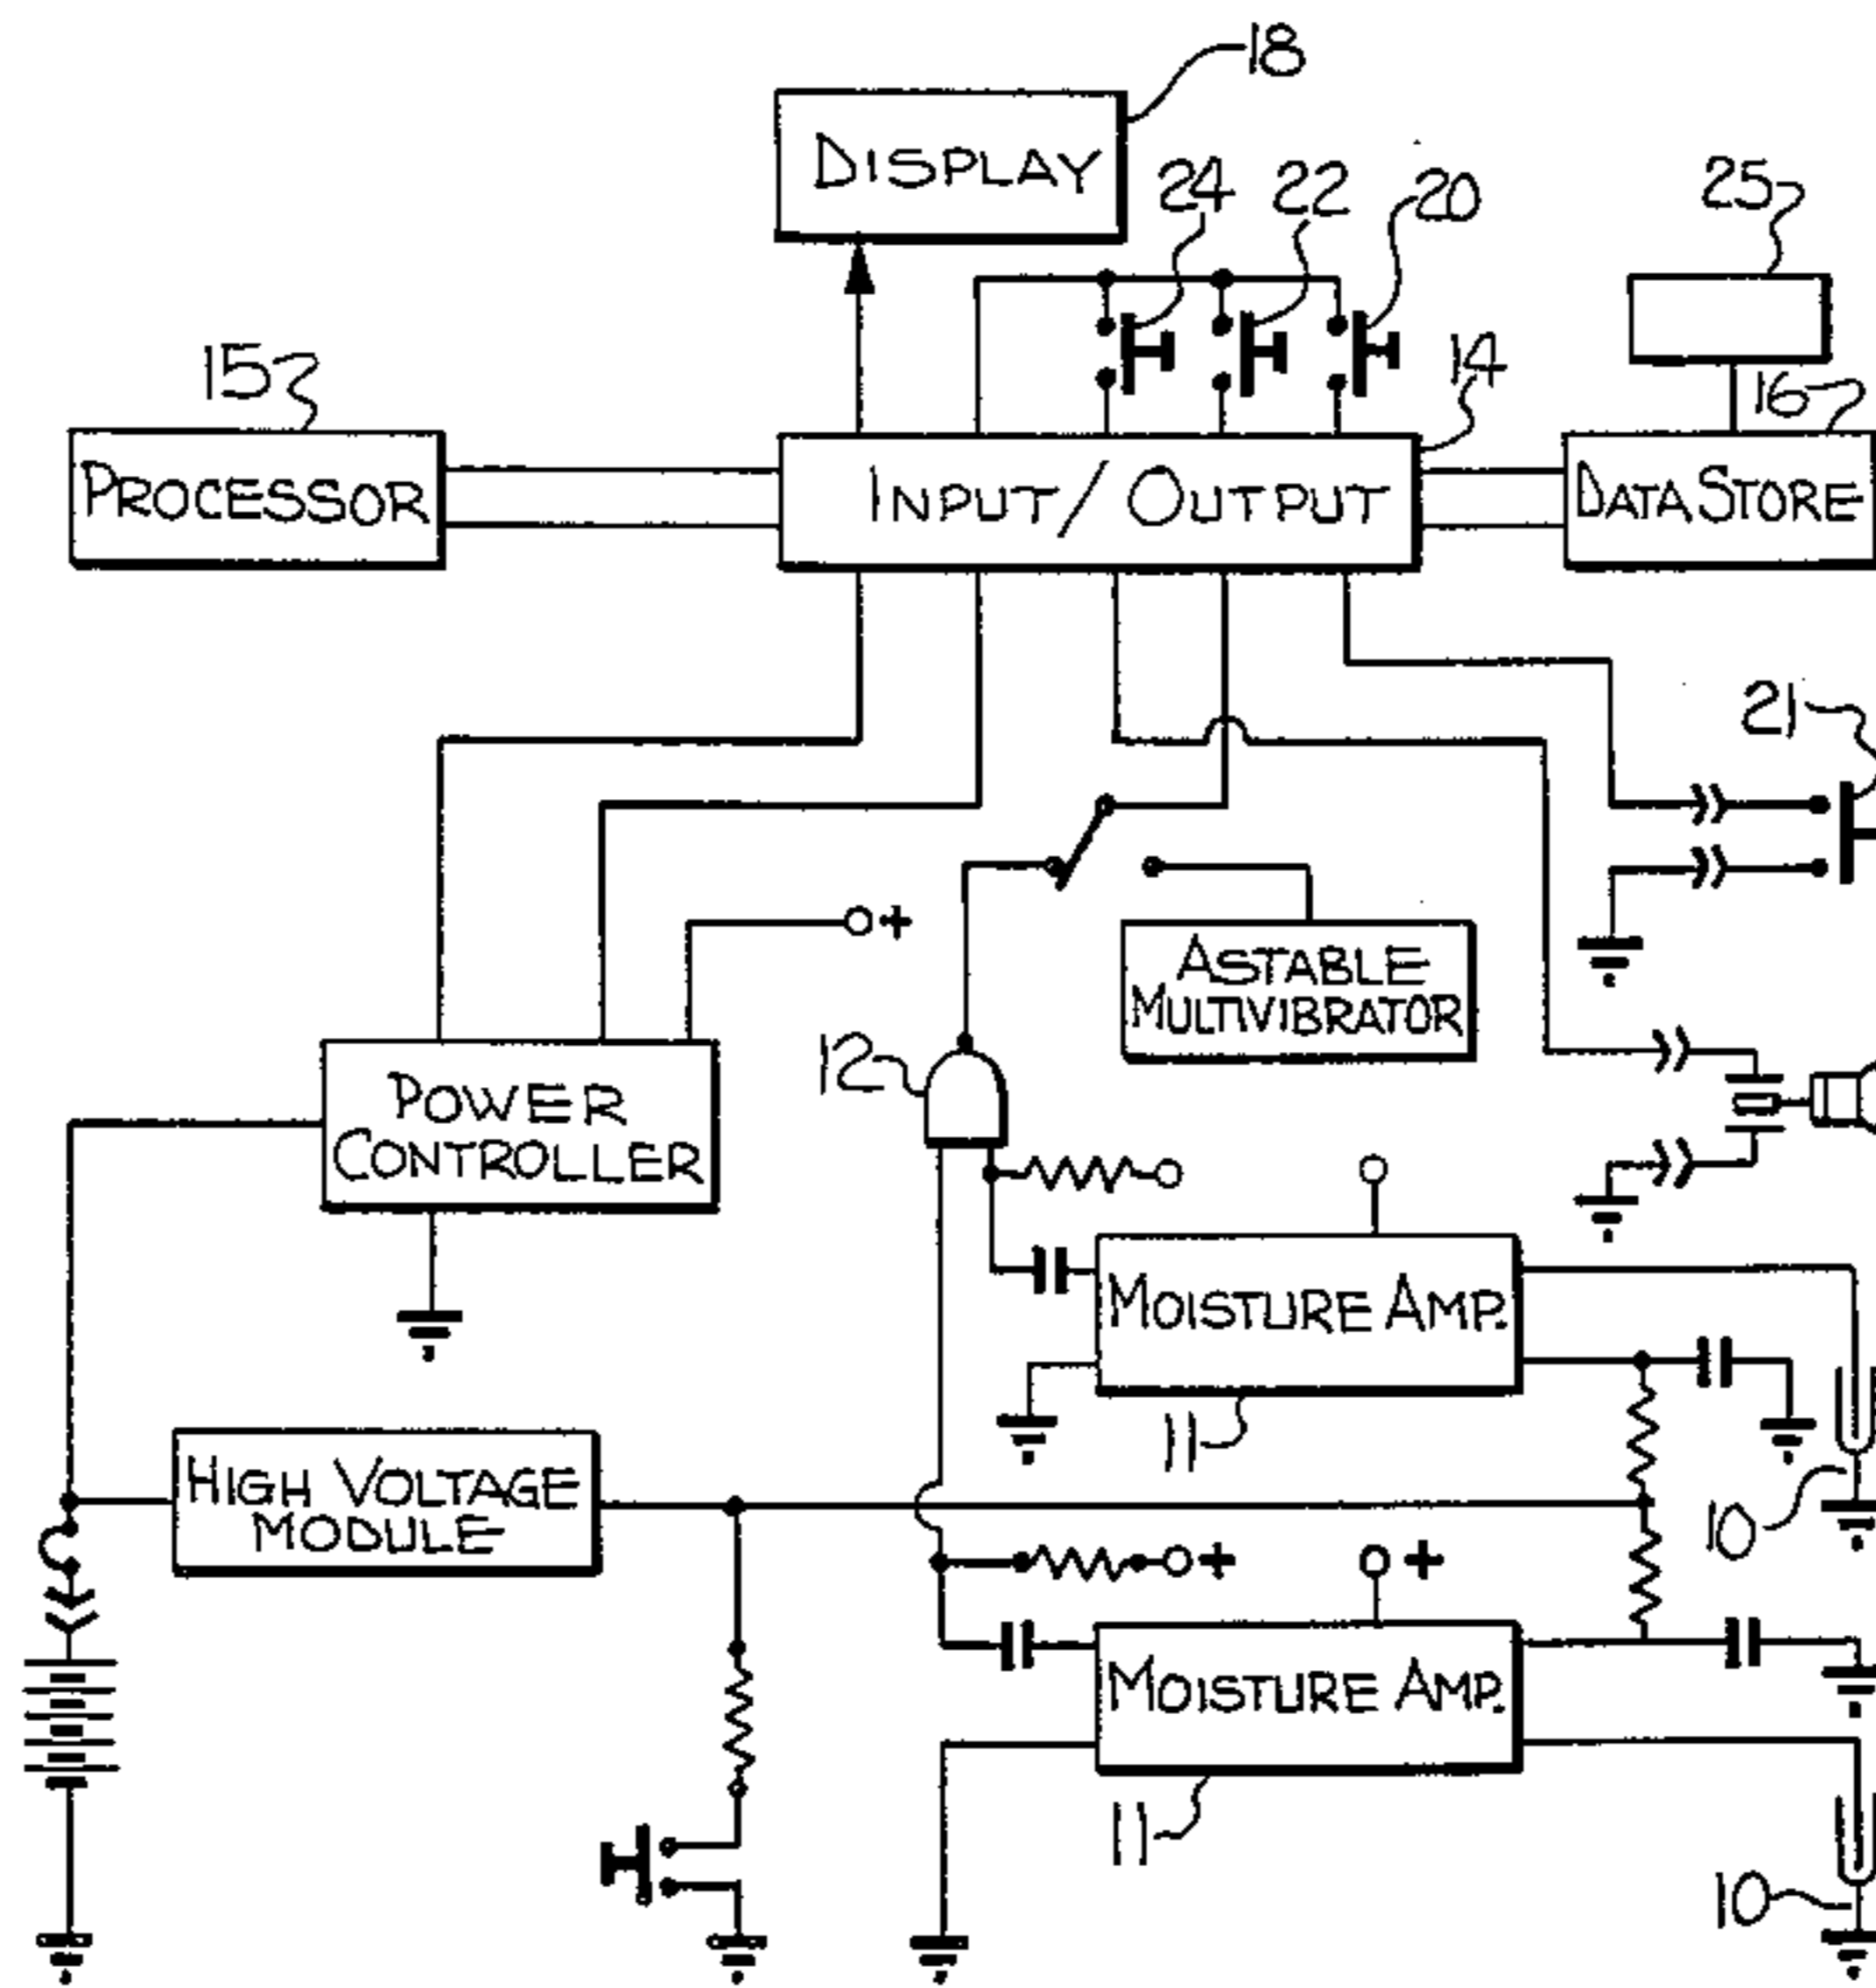 18
DISPLAY
24 22 20
25
15
14
16
PROCESSOR
INPUT/OUTPUT
DATA STORE
21
+
ASTABLE
MULTIVIBRATOR
12
POWER
CONTROLLER
MOISTURE AMP.
11
HIGH VOLTAGE
MODULE
10
+ +
MOISTURE AMP.
11
10